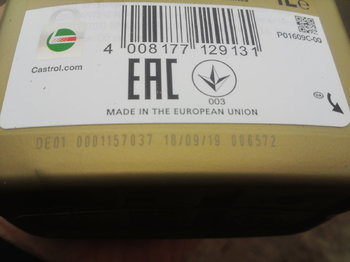 1L℮
P01609C-00
Castrol.com
4 008177 129131
EAC
003
MADE IN THE EUROPEAN UNION
DE01 0001157037 18/09/19 006572